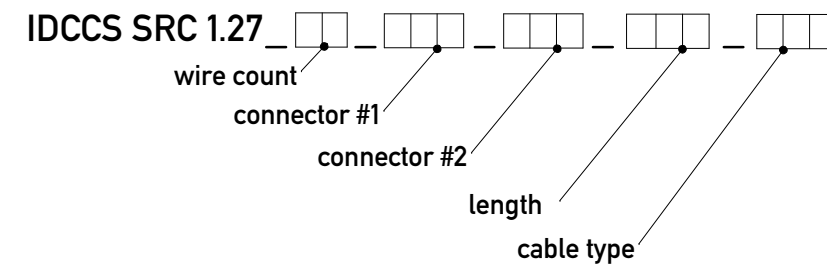 IDCCS SRC 1.27_ _ _ _ _
wire count
connector #1
connector #2
length
cable type